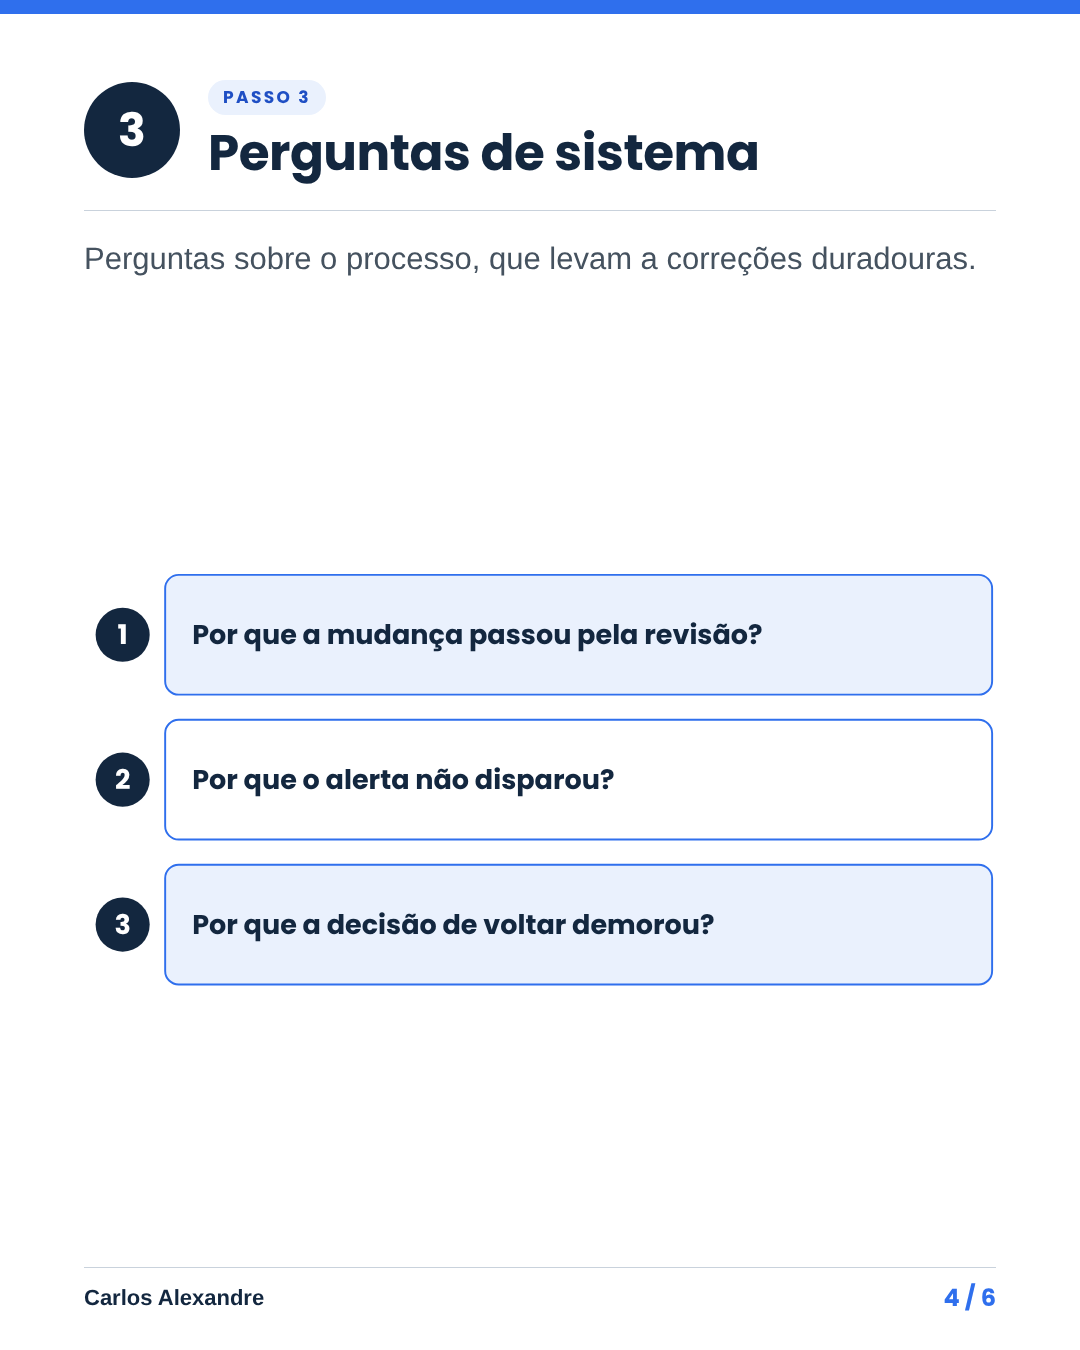 3
PASSO 3
Perguntas de sistema
Perguntas sobre o processo, que levam a correções duradouras.
1
Por que a mudança passou pela revisão?
2
Por que o alerta não disparou?
3
Por que a decisão de voltar demorou?
Carlos Alexandre
4 / 6